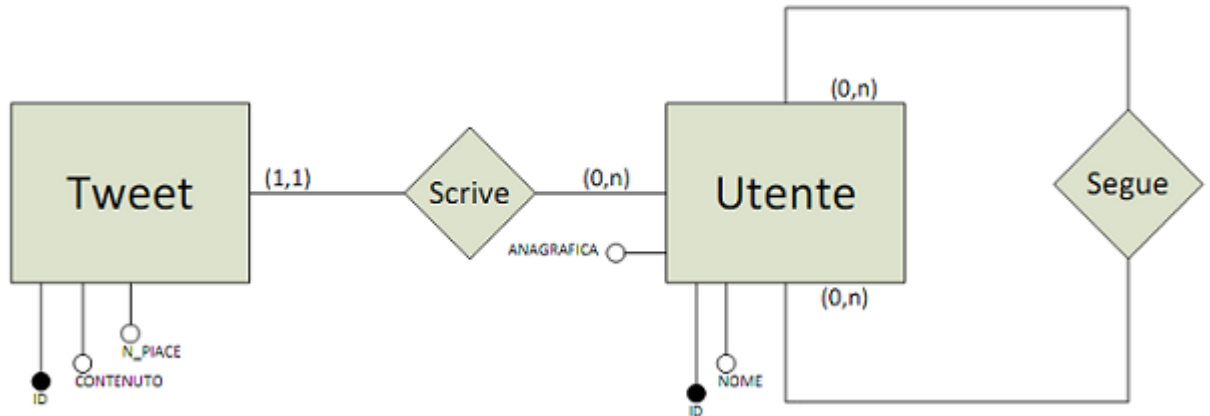 (0,n)
Tweet
(1,1)
Scrive
(0,n)
Utente
Segue
ANAGRAFICA
(0,n)
N_PIACE
CONTENUTO
NOME
ID
ID